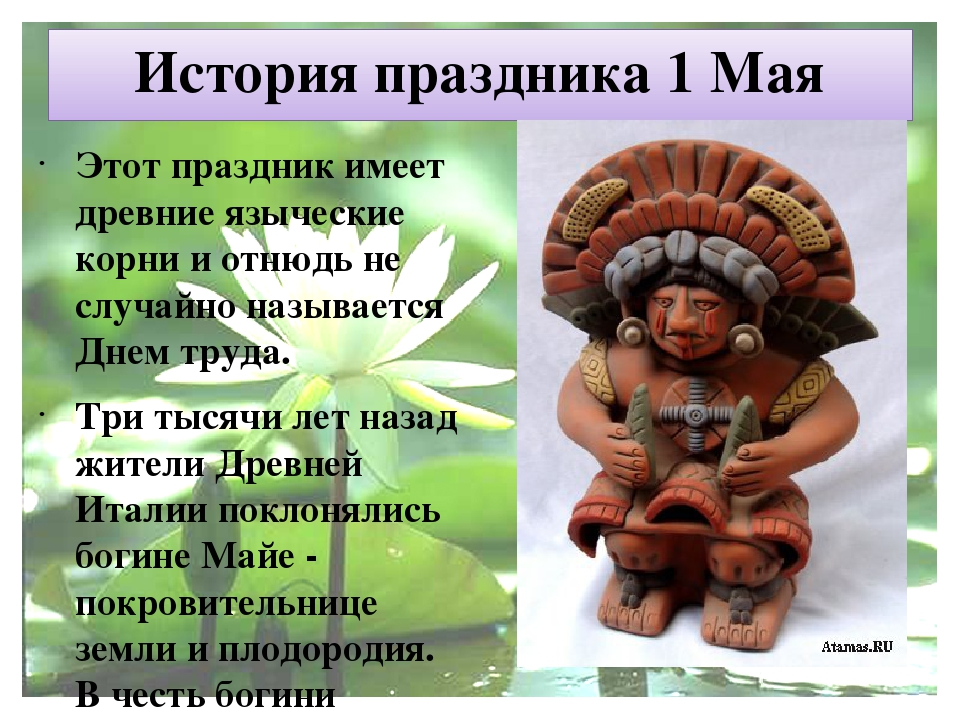 История праздника 1 Мая
· Этот праздник имеет
древние языческие
корни и отнюдь не
случайно называется
Днем труда.
· Три тысячи лет назад
жители Древней
Италии поклонялись
богине Майе -
покровительнице
земли и плодородия.
В честь богини
Atamas.RU